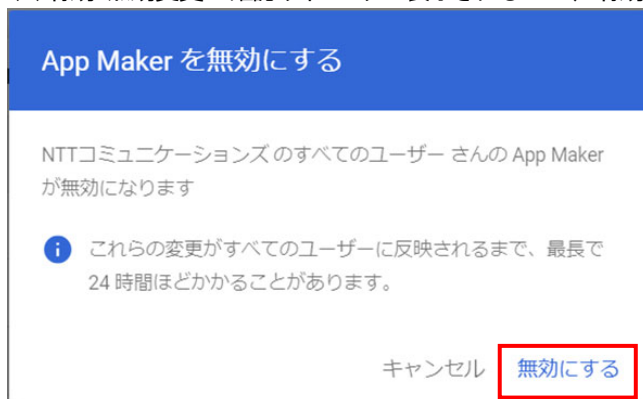 App Maker を無効にする
NTTコミュニケーションズ のすべてのユーザー さんの App Maker
が無効になります
これらの変更がすべてのユーザーに反映されるまで、最長で
24 時間ほどかかることがあります。
キャンセル 無効にする